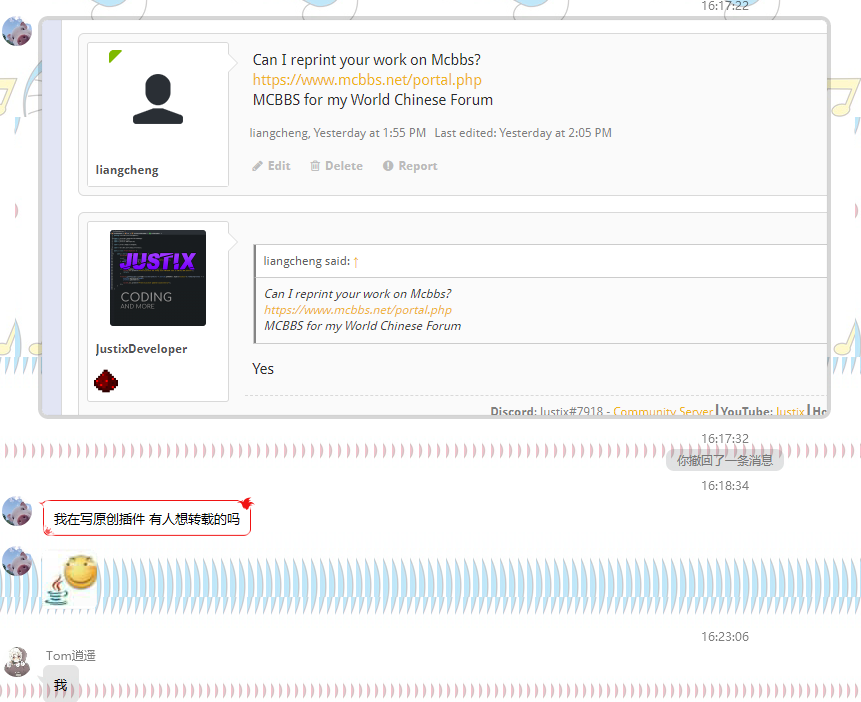 16:17:22
Can I reprint your work on Mcbbs?
https://www.mcbbs.net/portal.php
MCBBS for my World Chinese Forum
liangcheng, Yesterday at 1:55 PM Last edited: Yesterday at 2:05 PM
Edit Delete Report
liangcheng
JUSTIX
CODING
AND MORE
JustixDeveloper
liangcheng said: ↑
Can I reprint your work on Mcbbs?
https://www.mcbbs.net/portal.php
MCBBS for my World Chinese Forum
Yes
Discord: Justix#7918 - Community Server | YouTube: Justix | Ho
16:17:32
你撤回了一条消息
16:18:34
我在写原创插件 有人想转载的吗
16:23:06
Tom逍遥
我